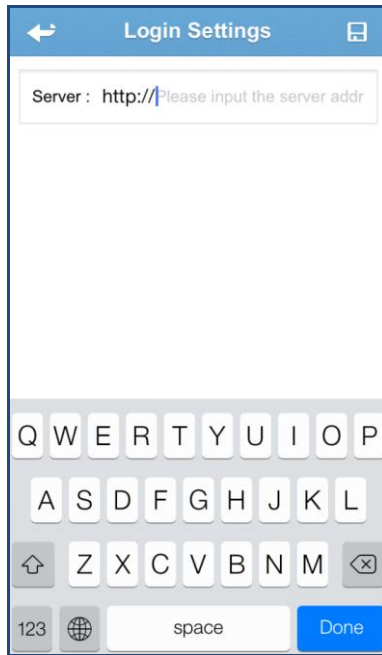 Login Settings
Server : http://Please input the server addr
Q W E R T Y U I O P
A S D F G H J K L
Z X C V B N M
123 space Done